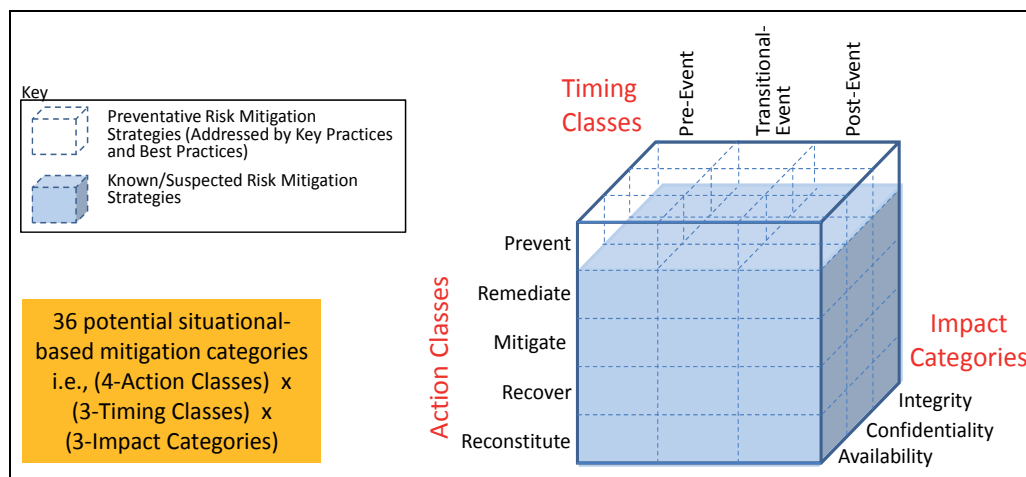 Key
Preventative Risk Mitigation
Strategies (Addressed by Key Practices
and Best Practices)
Known/Suspected Risk Mitigation
Strategies
36 potential situational-
based mitigation categories
i.e., (4-Action Classes) x
(3-Timing Classes) x
(3-Impact Categories)
Timing
Classes
Pre-Event
Transitional-
Event
Post-Event
Action Classes
Prevent
Remediate
Mitigate
Recover
Reconstitute
Impact
Categories
Integrity
Confidentiality
Availability